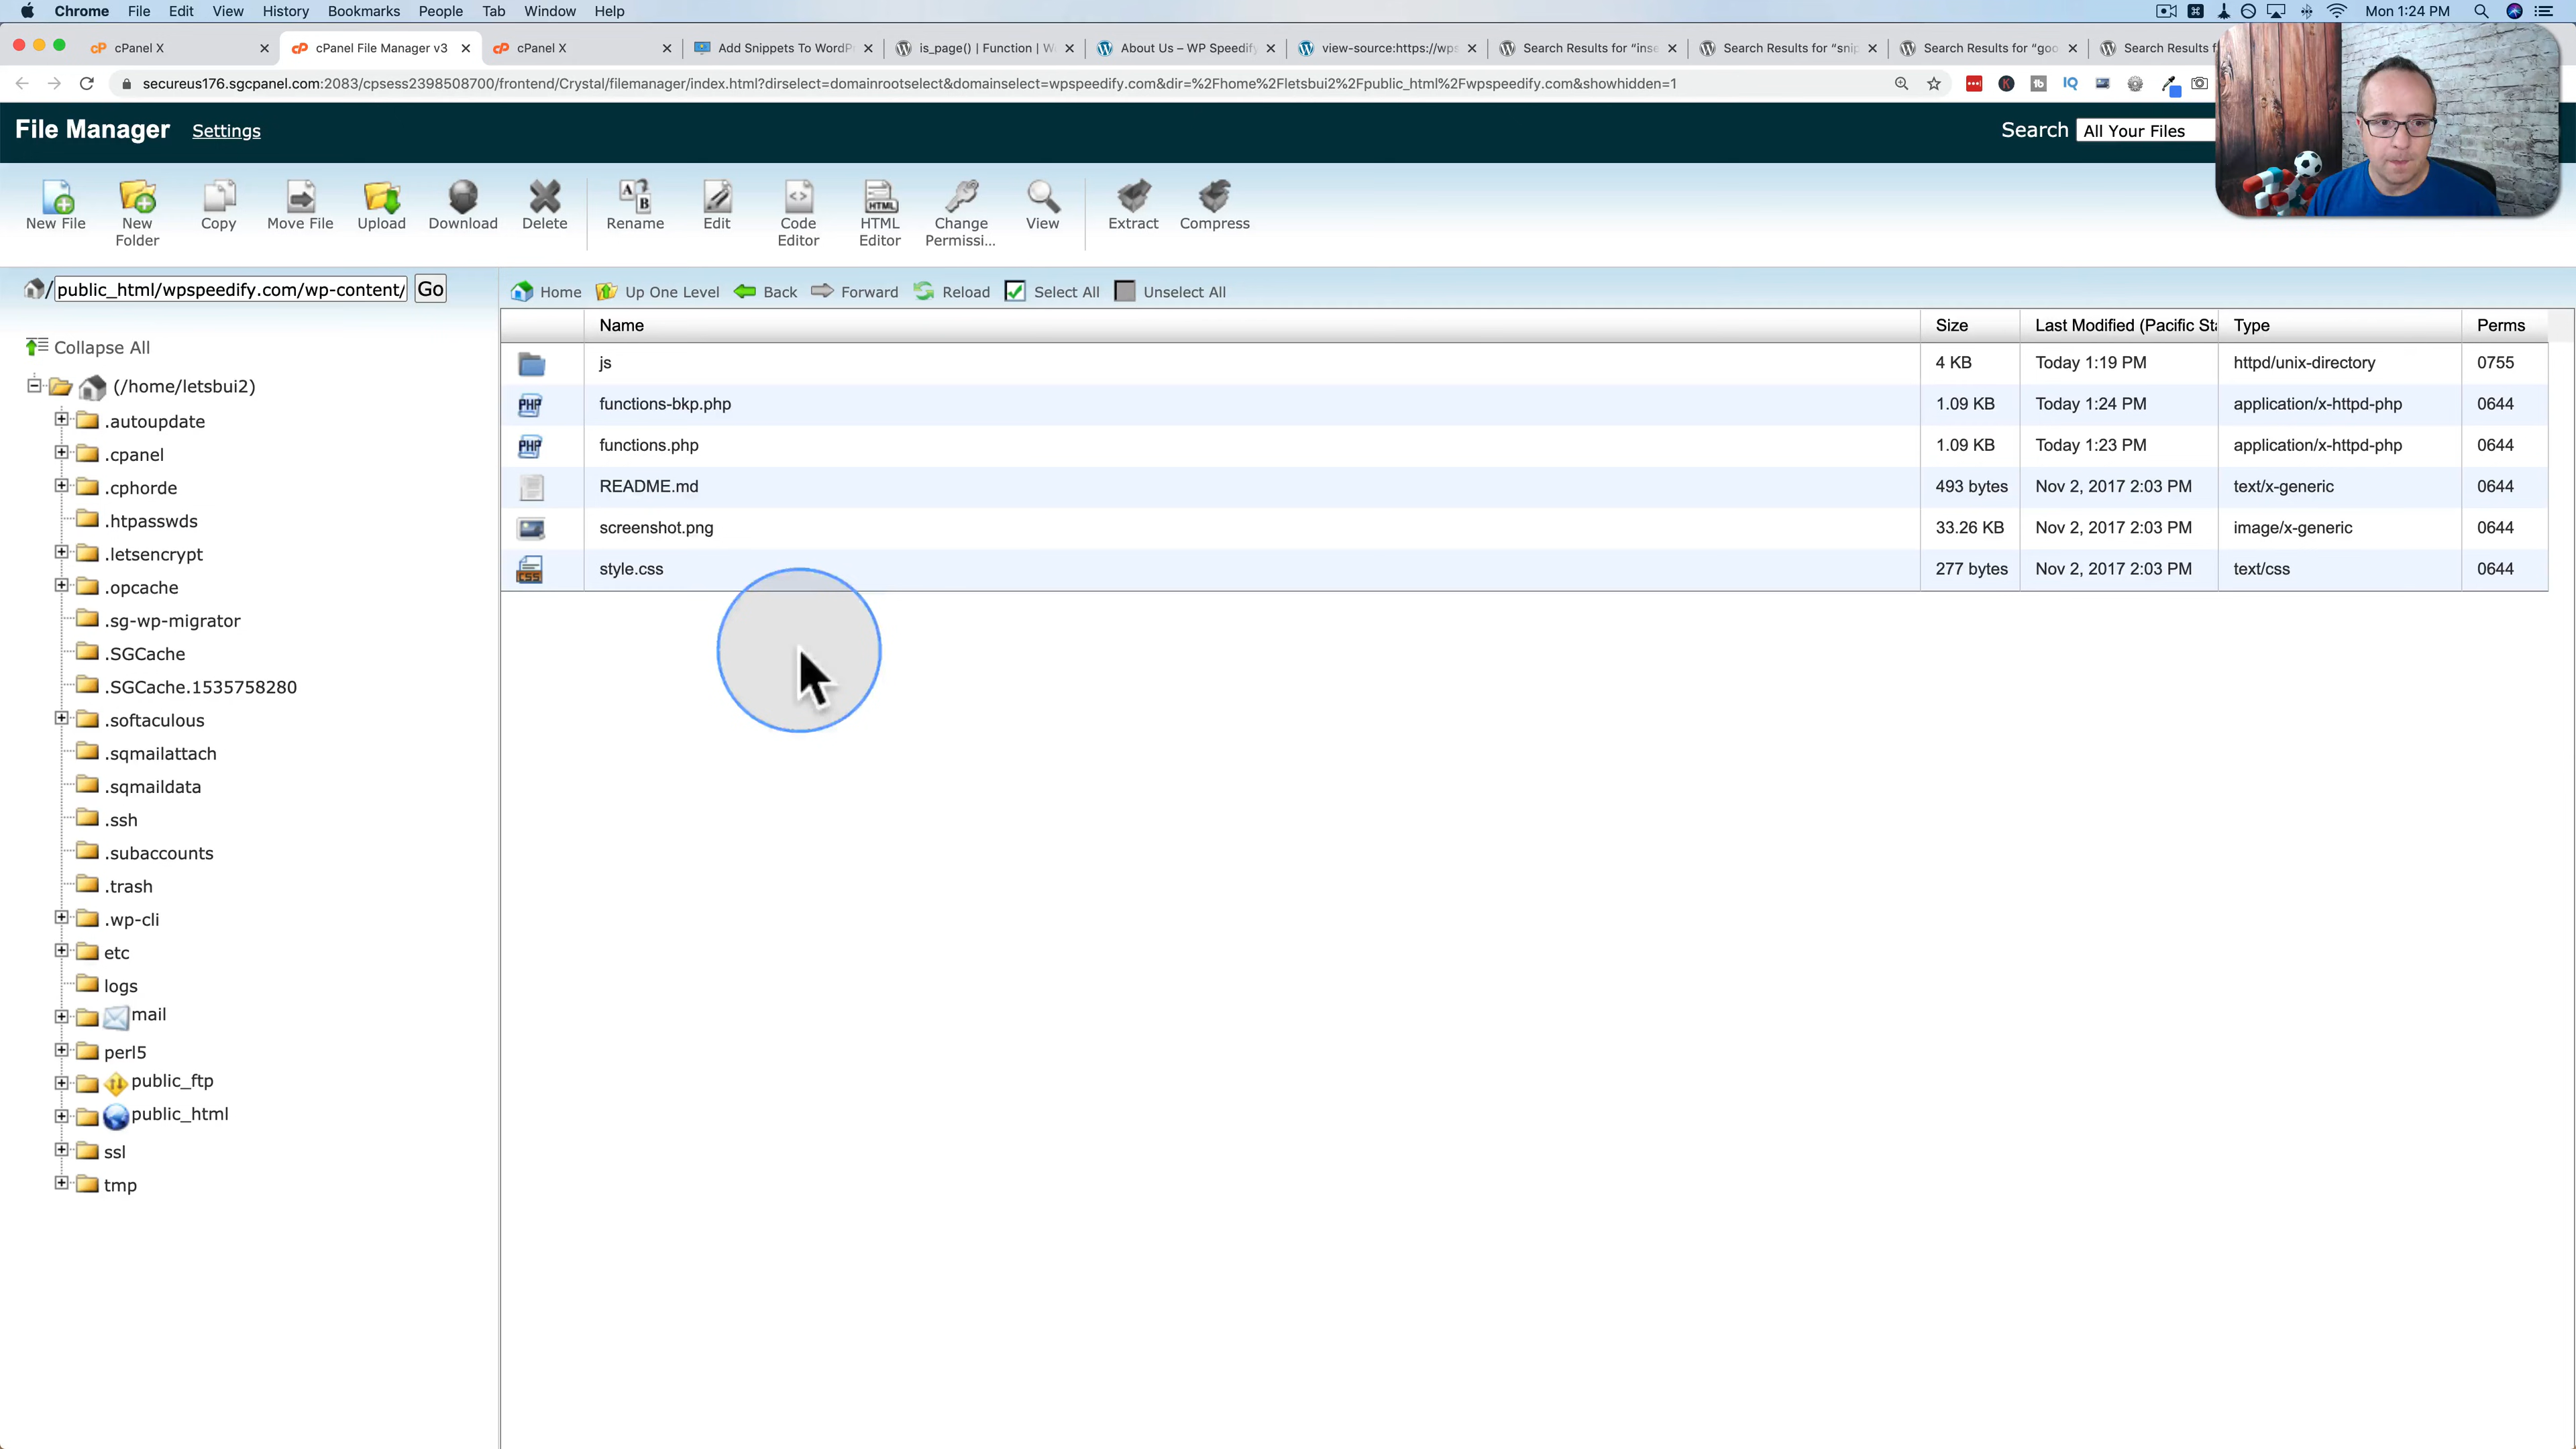 Chrome File Edit View History Bookmarks People Tab Window Help Mon 1:24 PM
cPanel X cPanel File Manager v3 cPanel X Add Snippets To WordP is_page() | Function | W About Us – WP Speedify view-source:https://wps Search Results for “inse Search Results for “snip Search Results for “goo Search Results f
secureus176.sgcpanel.com:2083/cpsess2398508700/frontend/Crystal/filemanager/index.html?dirselect=domainrootselect&domainselect=wpspeedify.com&dir=%2Fhome%2Fletsbui2%2Fpublic_html%2Fwpspeedify.com&showhidden=1
File Manager Settings Search All Your Files
New File New Folder Copy Move File Upload Download Delete Rename Edit Code Editor HTML Editor Change Permissi... View Extract Compress
/ public_html/wpspeedify.com/wp-content/ Go
Home Up One Level Back Forward Reload Select All Unselect All
Collapse All
(/home/letsbui2)
.autoupdate
.cpanel
.cphorde
.htpasswds
.letsencrypt
.opcache
.sg-wp-migrator
.SGCache
.SGCache.1535758280
.softaculous
.sqmailattach
.sqmaildata
.ssh
.subaccounts
.trash
.wp-cli
etc
logs
mail
perl5
public_ftp
public_html
ssl
tmp
Name Size Last Modified (Pacific Sta Type Perms
js 4 KB Today 1:19 PM httpd/unix-directory 0755
functions-bkp.php 1.09 KB Today 1:24 PM application/x-httpd-php 0644
functions.php 1.09 KB Today 1:23 PM application/x-httpd-php 0644
README.md 493 bytes Nov 2, 2017 2:03 PM text/x-generic 0644
screenshot.png 33.26 KB Nov 2, 2017 2:03 PM image/x-generic 0644
style.css 277 bytes Nov 2, 2017 2:03 PM text/css 0644